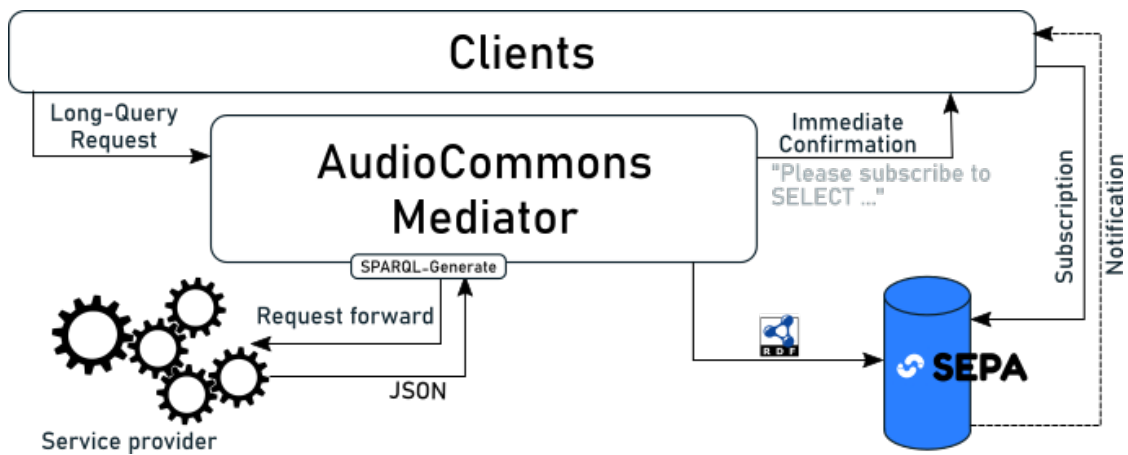 Clients
Long-Query
Request
AudioCommons
Mediator
Immediate
Confirmation
"Please subscribe to
SELECT ..."
Subscription
Notification
SPARQL-Generate
Request forward
JSON
RDF
SEPA
Service provider